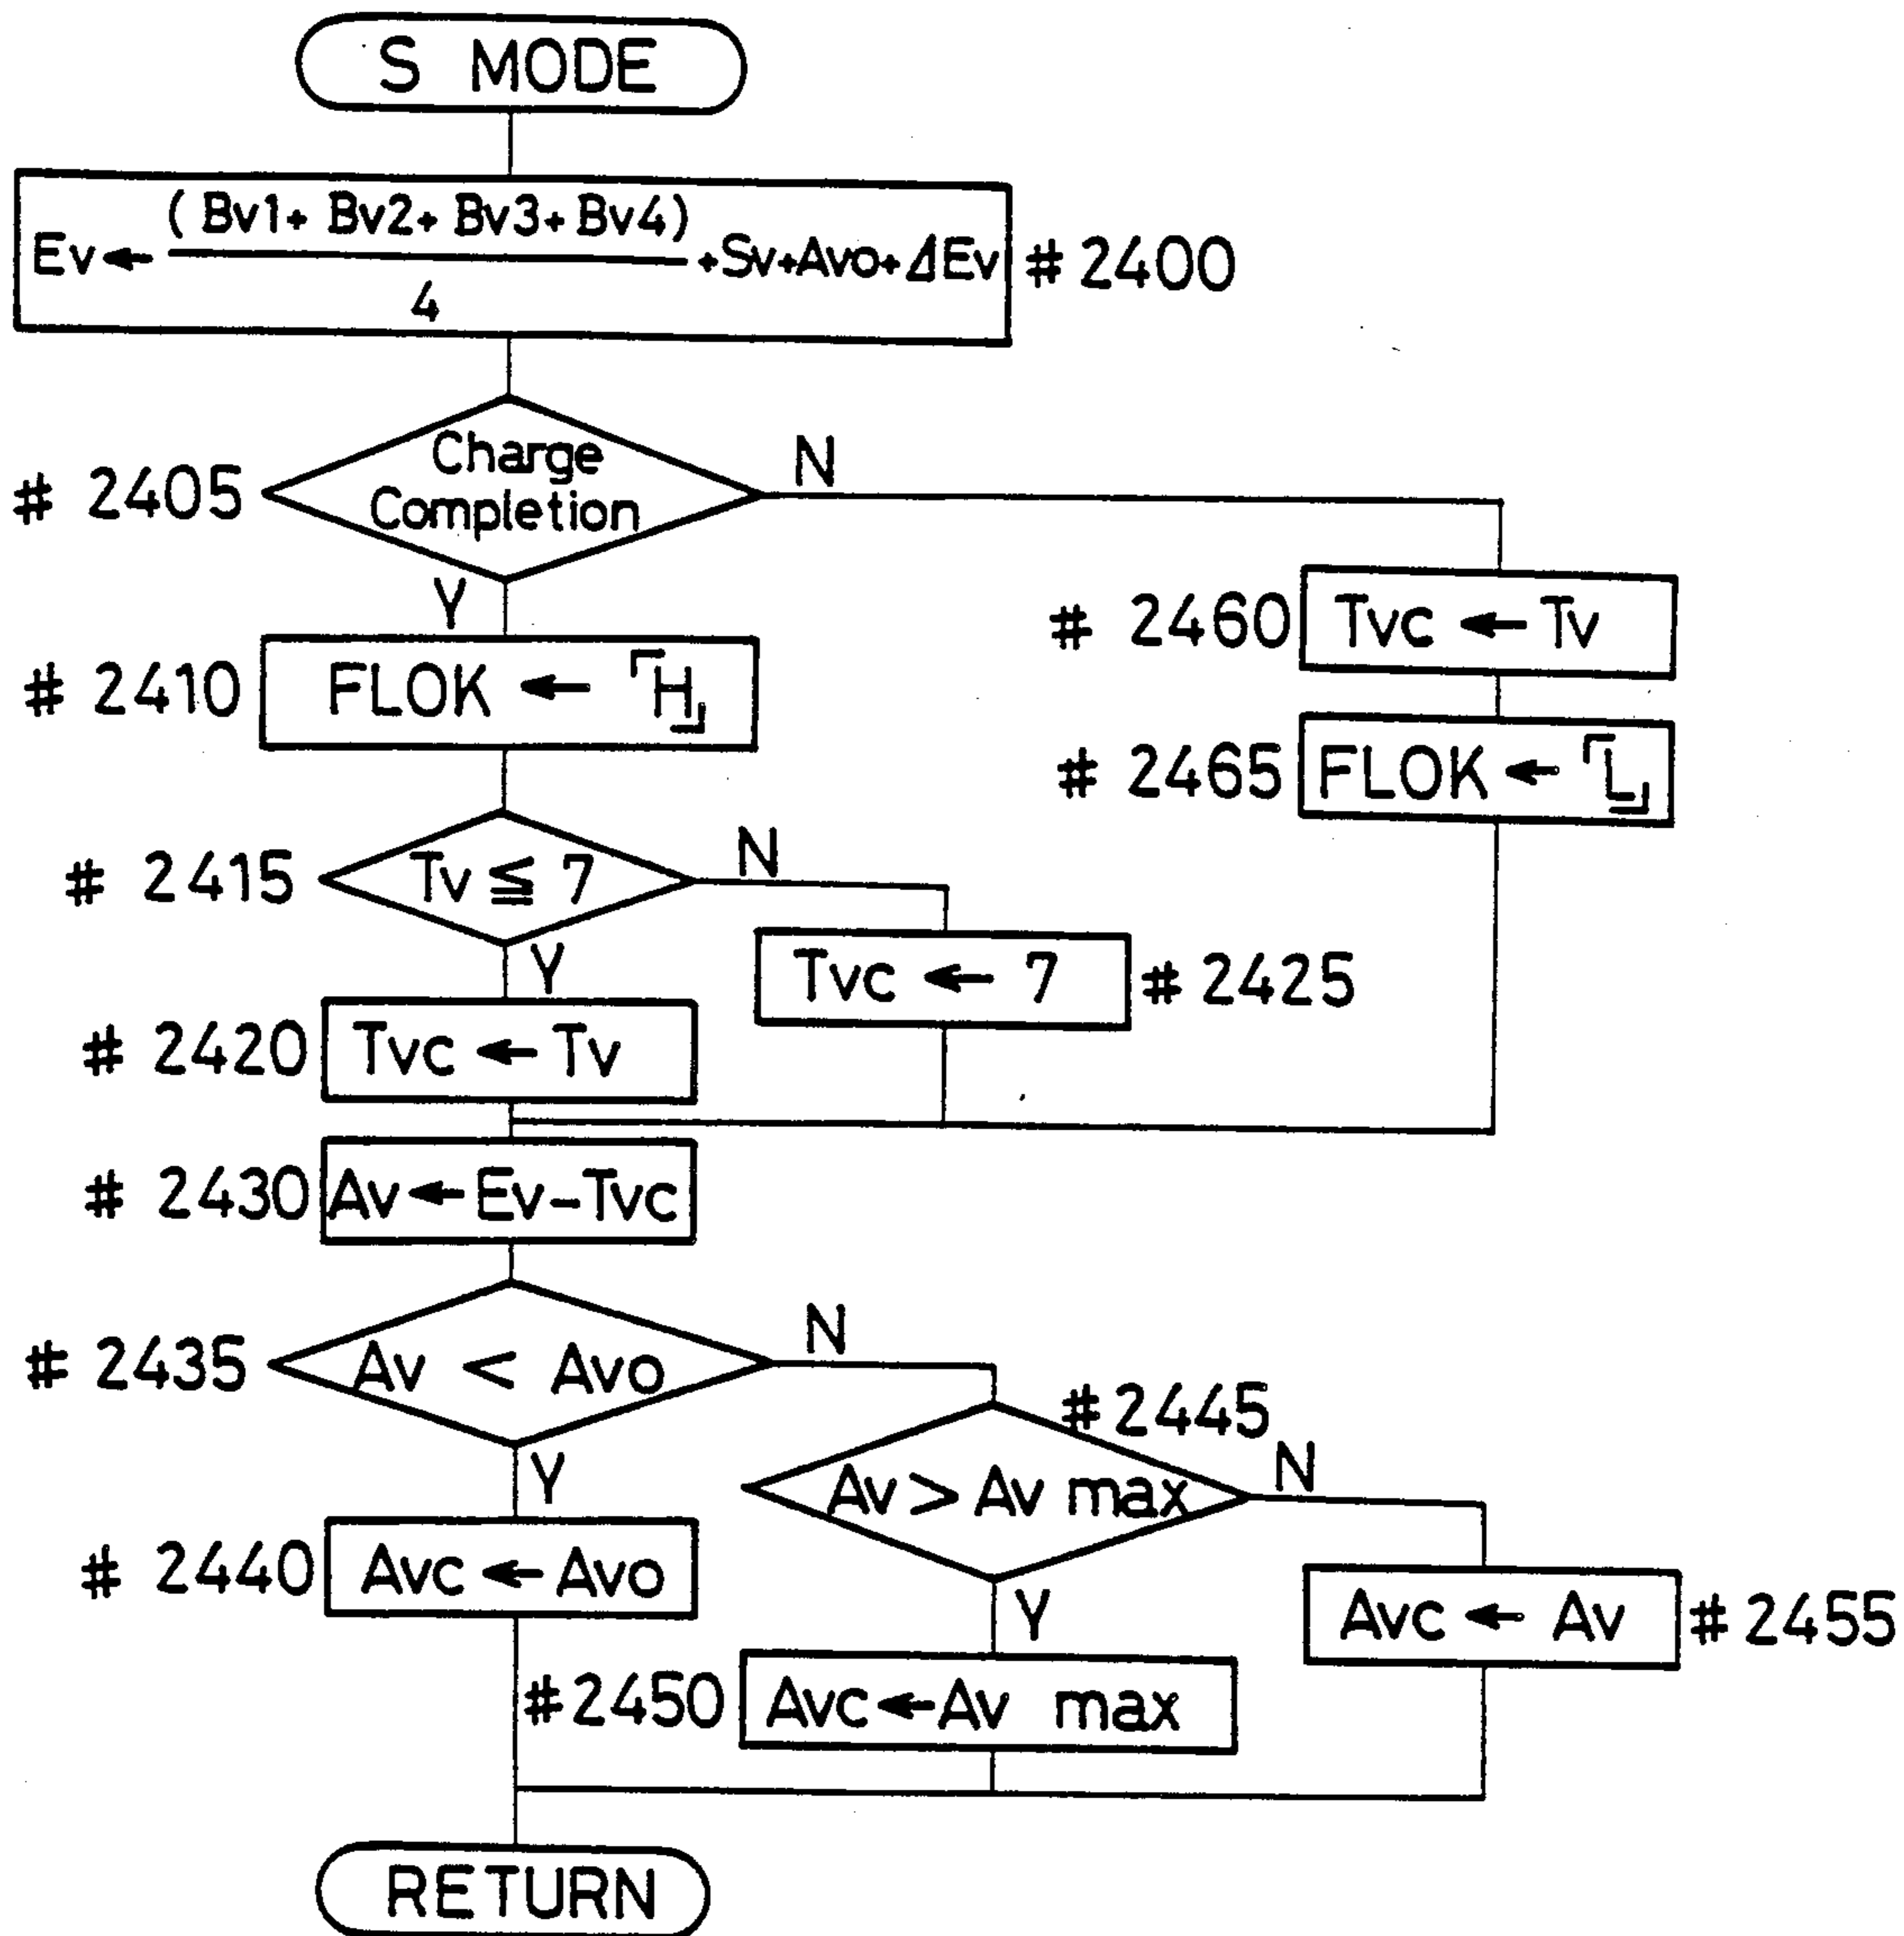 S MODE
( Bv1+ Bv2+ Bv3+ Bv4)
Ev← +Sv+Avo+ΔEv
4
# 2400
Charge
Completion
# 2405
N
Y
# 2460
Tvc ← Tv
# 2410
FLOK ← 「H」
# 2465
FLOK ← 「L」
# 2415
Tv ≦ 7
N
Y
Tvc ← 7
# 2425
# 2420
Tvc ← Tv
# 2430
Av ← Ev-Tvc
# 2435
Av < Avo
N
Y
#2445
Av > Av max
N
Y
# 2440
Avc ← Avo
Avc ← Av
# 2455
#2450
Avc←Av max
RETURN